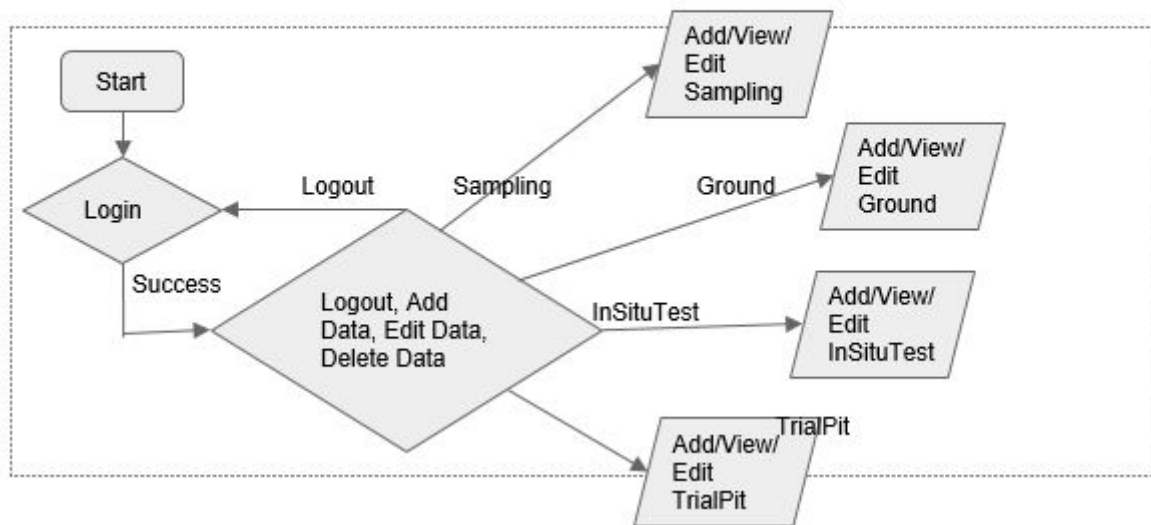 Start
Login
Success
Logout
Logout, Add
Data, Edit Data,
Delete Data
Sampling
Add/View/
Edit
Sampling
Ground
Add/View/
Edit
Ground
InSituTest
Add/View/
Edit
InSituTest
TrialPit
Add/View/
Edit
TrialPit